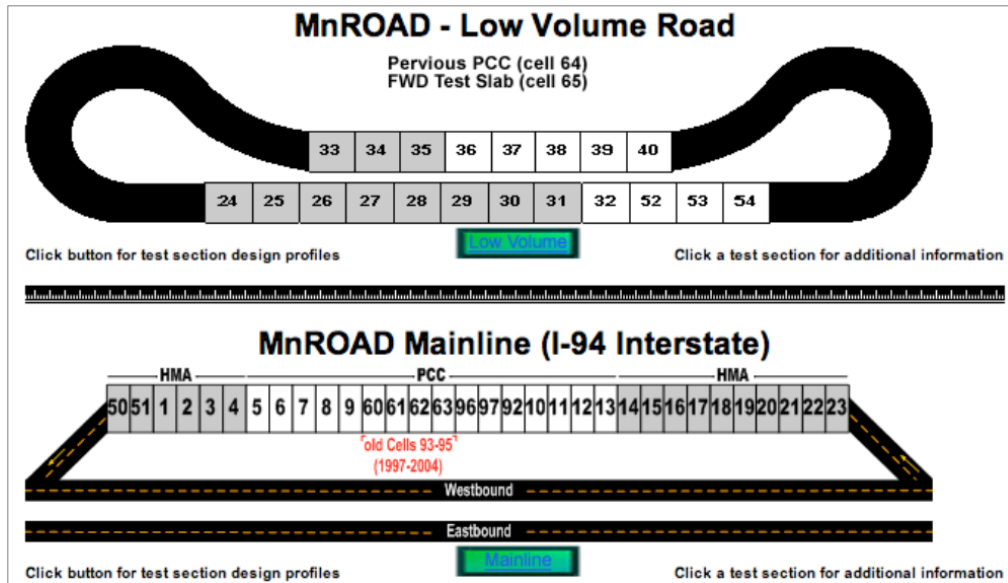 MnROAD - Low Volume Road
Pervious PCC (cell 64)
FWD Test Slab (cell 65)
33 34 35 36 37 38 39 40
24 25 26 27 28 29 30 31 32 52 53 54
Low Volume
Click button for test section design profiles
Click a test section for additional information
MnROAD Mainline (I-94 Interstate)
HMA PCC HMA
50 51 1 2 3 4 5 6 7 8 9 60 61 62 63 96 97 92 10 11 12 13 14 15 16 17 18 19 20 21 22 23
old Cells 93-95
(1997-2004)
Westbound
Eastbound
Mainline
Click button for test section design profiles
Click a test section for additional information